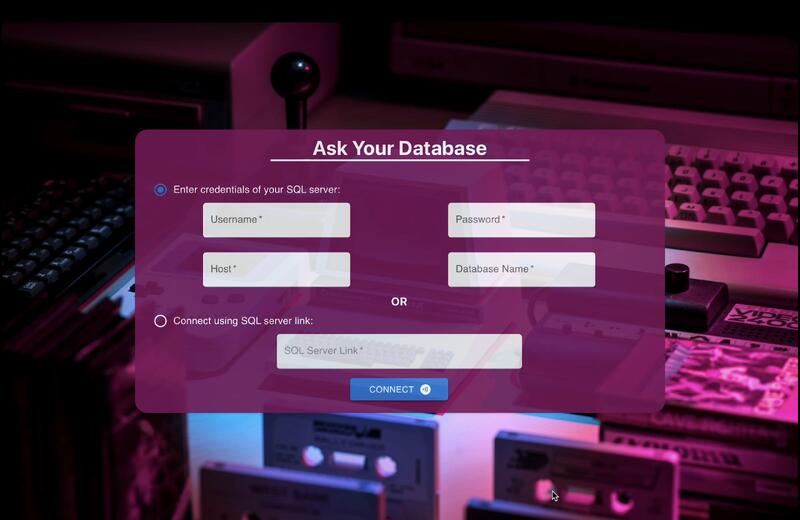 Ask Your Database
Enter credentials of your SQL server:
Username *
Password *
Host *
Database Name *
OR
Connect using SQL server link:
SQL Server Link *
CONNECT
VIDEO